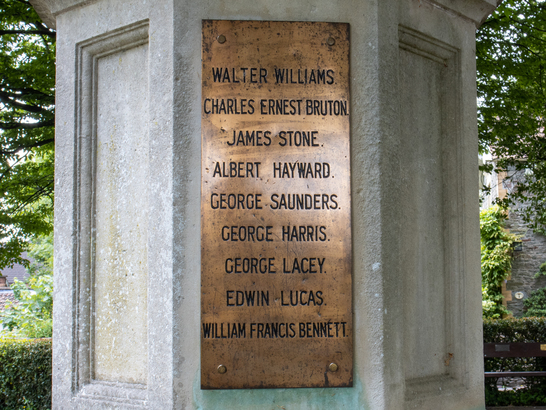 WALTER WILLIAMS.
CHARLES ERNEST BRUTON.
JAMES STONE.
ALBERT HAYWARD.
GEORGE SAUNDERS.
GEORGE HARRIS.
GEORGE LACEY.
EDWIN LUCAS.
WILLIAM FRANCIS BENNETT.